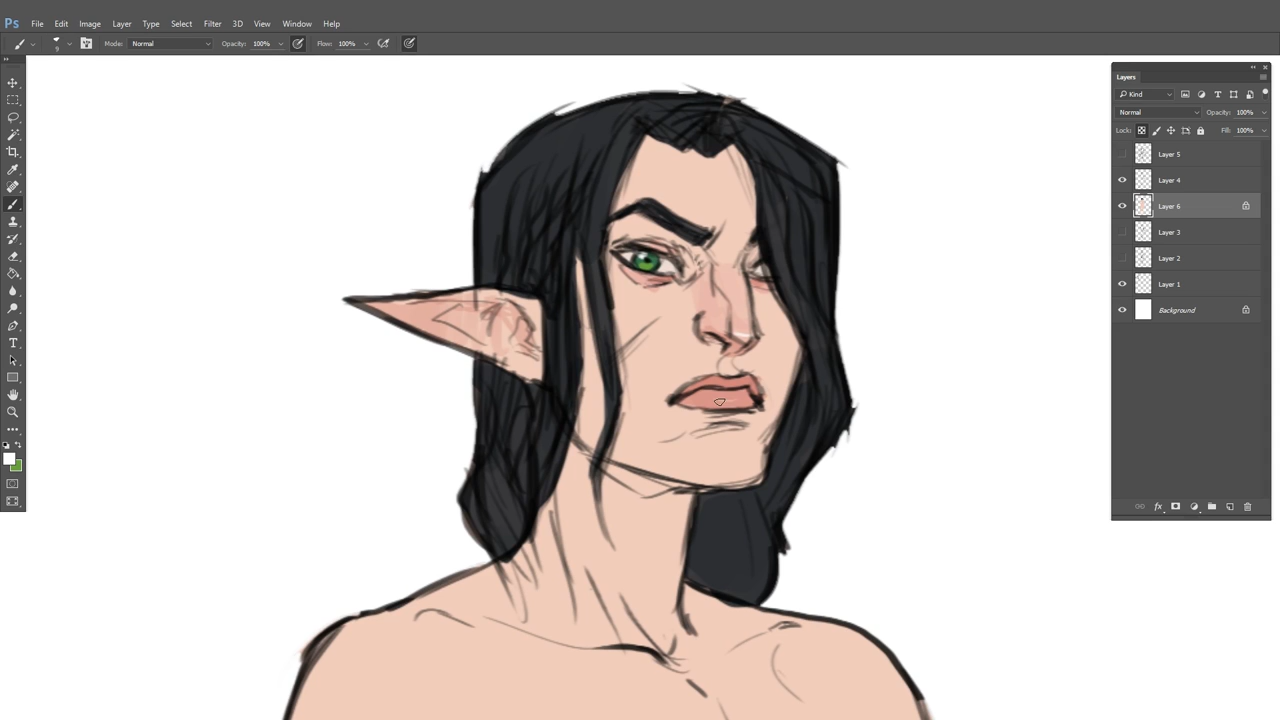 Ps File Edit Image Layer Type Select Filter 3D View Window Help
9 Mode: Normal Opacity: 100% Flow: 100%
Layers
Kind
Normal Opacity: 100%
Lock: Fill: 100%
Layer 5
Layer 4
Layer 6
Layer 3
Layer 2
Layer 1
Background
fx